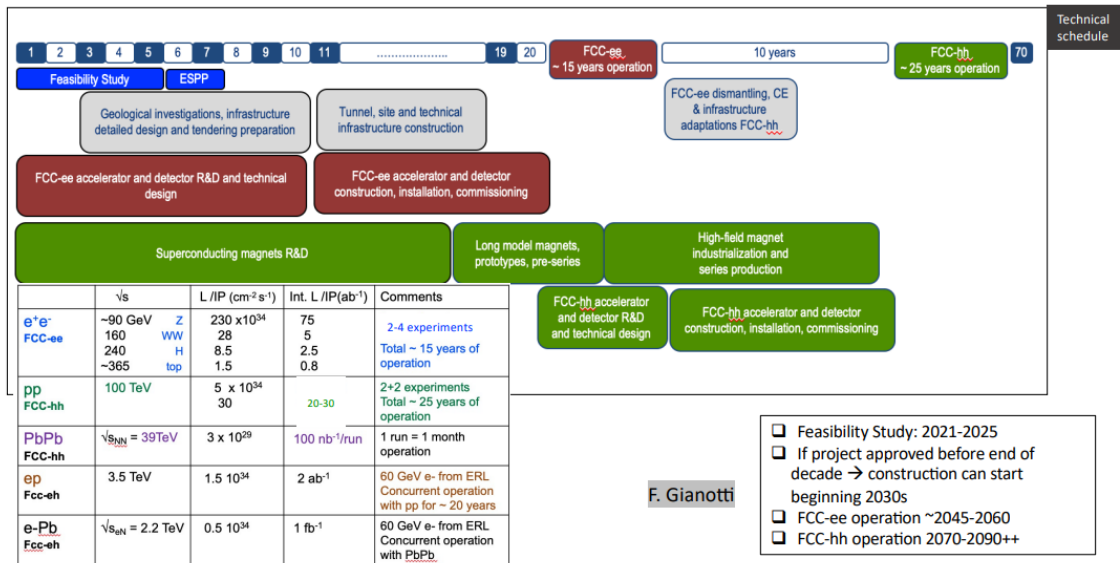 Technical
schedule
1 2 3 4 5 6 7 8 9 10 11 ..................... 19 20
FCC-ee
~ 15 years operation
10 years
FCC-hh
~ 25 years operation
70
Feasibility Study
ESPP
Geological investigations, infrastructure
detailed design and tendering preparation
Tunnel, site and technical
infrastructure construction
FCC-ee dismantling, CE
& infrastructure
adaptations FCC-hh
FCC-ee accelerator and detector R&D and technical
design
FCC-ee accelerator and detector
construction, installation, commissioning
Superconducting magnets R&D
Long model magnets,
prototypes, pre-series
High-field magnet
industrialization and
series production
FCC-hh accelerator
and detector R&D
and technical design
FCC-hh accelerator and detector
construction, installation, commissioning
√s L /IP (cm⁻² s⁻¹) Int. L /IP(ab⁻¹) Comments
e⁺e⁻
FCC-ee
~90 GeV Z 230 x10³⁴ 75
160 WW 28 5
240 H 8.5 2.5
~365 top 1.5 0.8
2-4 experiments
Total ~ 15 years of
operation
pp
FCC-hh
100 TeV 5 x 10³⁴
30
20-30
2+2 experiments
Total ~ 25 years of
operation
PbPb
FCC-hh
√sNN = 39TeV 3 x 10²⁹ 100 nb⁻¹/run 1 run = 1 month
operation
ep
Fcc-eh
3.5 TeV 1.5 10³⁴ 2 ab⁻¹ 60 GeV e- from ERL
Concurrent operation
with pp for ~ 20 years
e-Pb
Fcc-eh
√seN = 2.2 TeV 0.5 10³⁴ 1 fb⁻¹ 60 GeV e- from ERL
Concurrent operation
with PbPb
F. Gianotti
❑ Feasibility Study: 2021-2025
❑ If project approved before end of
decade → construction can start
beginning 2030s
❑ FCC-ee operation ~2045-2060
❑ FCC-hh operation 2070-2090++